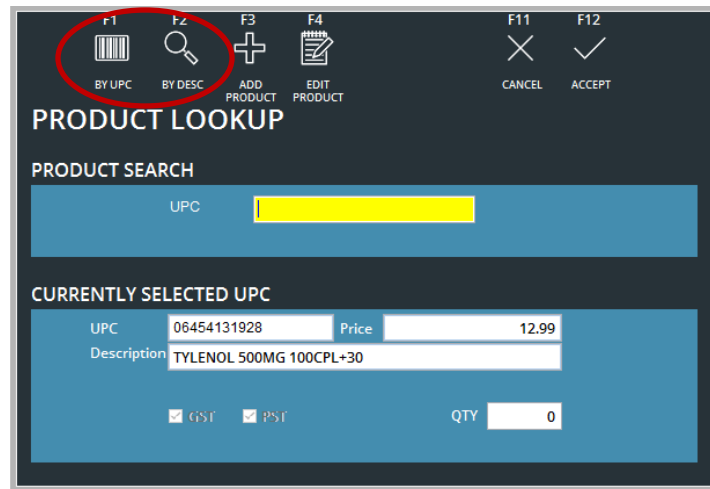 F1 F2 F3 F4 F11 F12
BY UPC BY DESC ADD PRODUCT EDIT PRODUCT CANCEL ACCEPT
PRODUCT LOOKUP
PRODUCT SEARCH
UPC
CURRENTLY SELECTED UPC
UPC 06454131928 Price 12.99
Description TYLENOL 500MG 100CPL+30
GST PST QTY 0